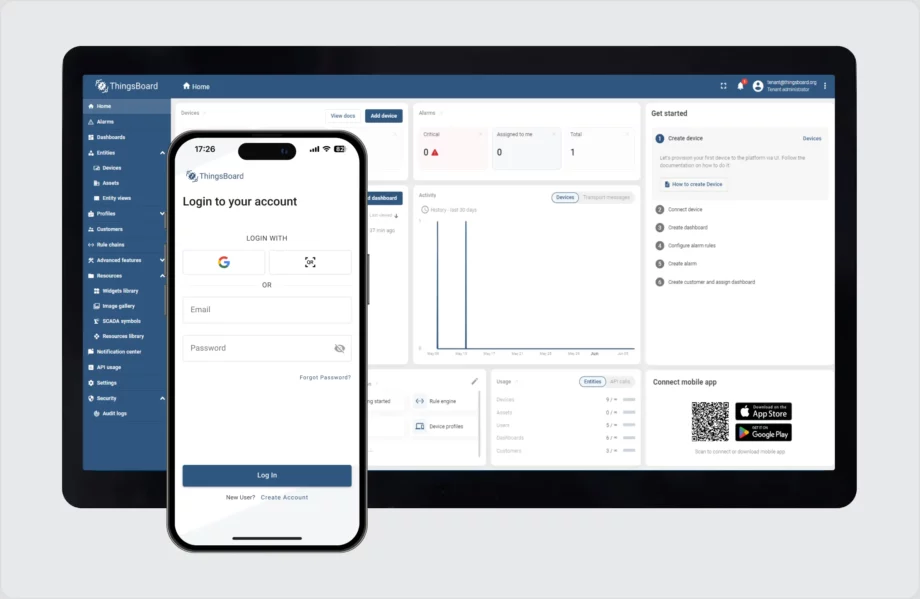 ThingsBoard
Home
tenant@thingsboard.org
Tenant administrator
Home
Alarms
Dashboards
Entities
Devices
Assets
Entity views
Profiles
Customers
Rule chains
Advanced features
Resources
Widgets library
Image gallery
SCADA symbols
Resources library
Notification center
API usage
Settings
Security
Audit logs
Devices
View docs
Add device
dashboard
Last viewed
37 min ago
Alarms
Critical
0
Assigned to me
0
Total
1
Activity
Devices
Transport messages
History - last 30 days
Usage
Entities
API calls
Devices
Assets
Users
Dashboards
Customers
Rule engine
Device profiles
Get started
1 Create device
Devices
Let's provision your first device to the platform via UI. Follow the
documentation on how to do it:
How to create Device
2 Connect device
3 Create dashboard
4 Configure alarm rules
5 Create alarm
6 Create customer and assign dashboard
Connect mobile app
Download on the
App Store
GET IT ON
Google Play
Scan to connect or download mobile app
17:26
82
ThingsBoard
Login to your account
LOGIN WITH
QR
OR
Email
Password
Forgot Password?
Log In
New User? Create Account